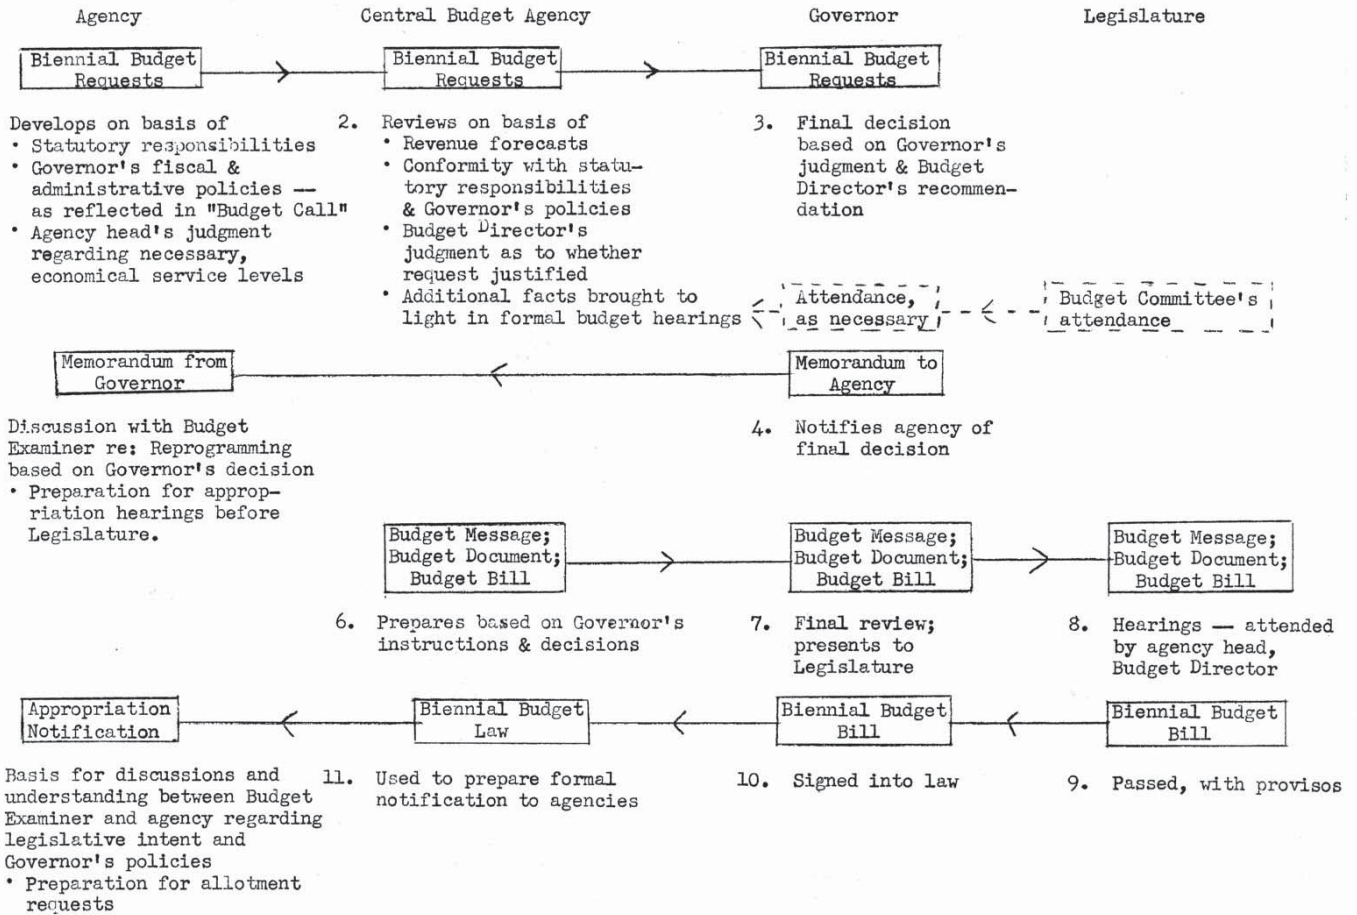 Agency
Central Budget Agency
Governor
Legislature
Biennial Budget
Requests
Biennial Budget
Requests
Biennial Budget
Requests
Develops on basis of
• Statutory responsibilities
• Governor's fiscal &
administrative policies —
as reflected in "Budget Call"
• Agency head's judgment
regarding necessary,
economical service levels
2. Reviews on basis of
• Revenue forecasts
• Conformity with statu-
tory responsibilities
& Governor's policies
• Budget Director's
judgment as to whether
request justified
• Additional facts brought to
light in formal budget hearings
3. Final decision
based on Governor's
judgment & Budget
Director's recommen-
dation
Attendance,
as necessary
Budget Committee's
attendance
Memorandum from
Governor
Memorandum to
Agency
Discussion with Budget
Examiner re: Reprogramming
based on Governor's decision
• Preparation for approp-
riation hearings before
Legislature.
4. Notifies agency of
final decision
Budget Message;
Budget Document;
Budget Bill
Budget Message;
Budget Document;
Budget Bill
Budget Message;
Budget Document;
Budget Bill
6. Prepares based on Governor's
instructions & decisions
7. Final review;
presents to
Legislature
8. Hearings — attended
by agency head,
Budget Director
Appropriation
Notification
Biennial Budget
Law
Biennial Budget
Bill
Biennial Budget
Bill
Basis for discussions and
understanding between Budget
Examiner and agency regarding
legislative intent and
Governor's policies
• Preparation for allotment
requests
11. Used to prepare formal
notification to agencies
10. Signed into law
9. Passed, with provisos